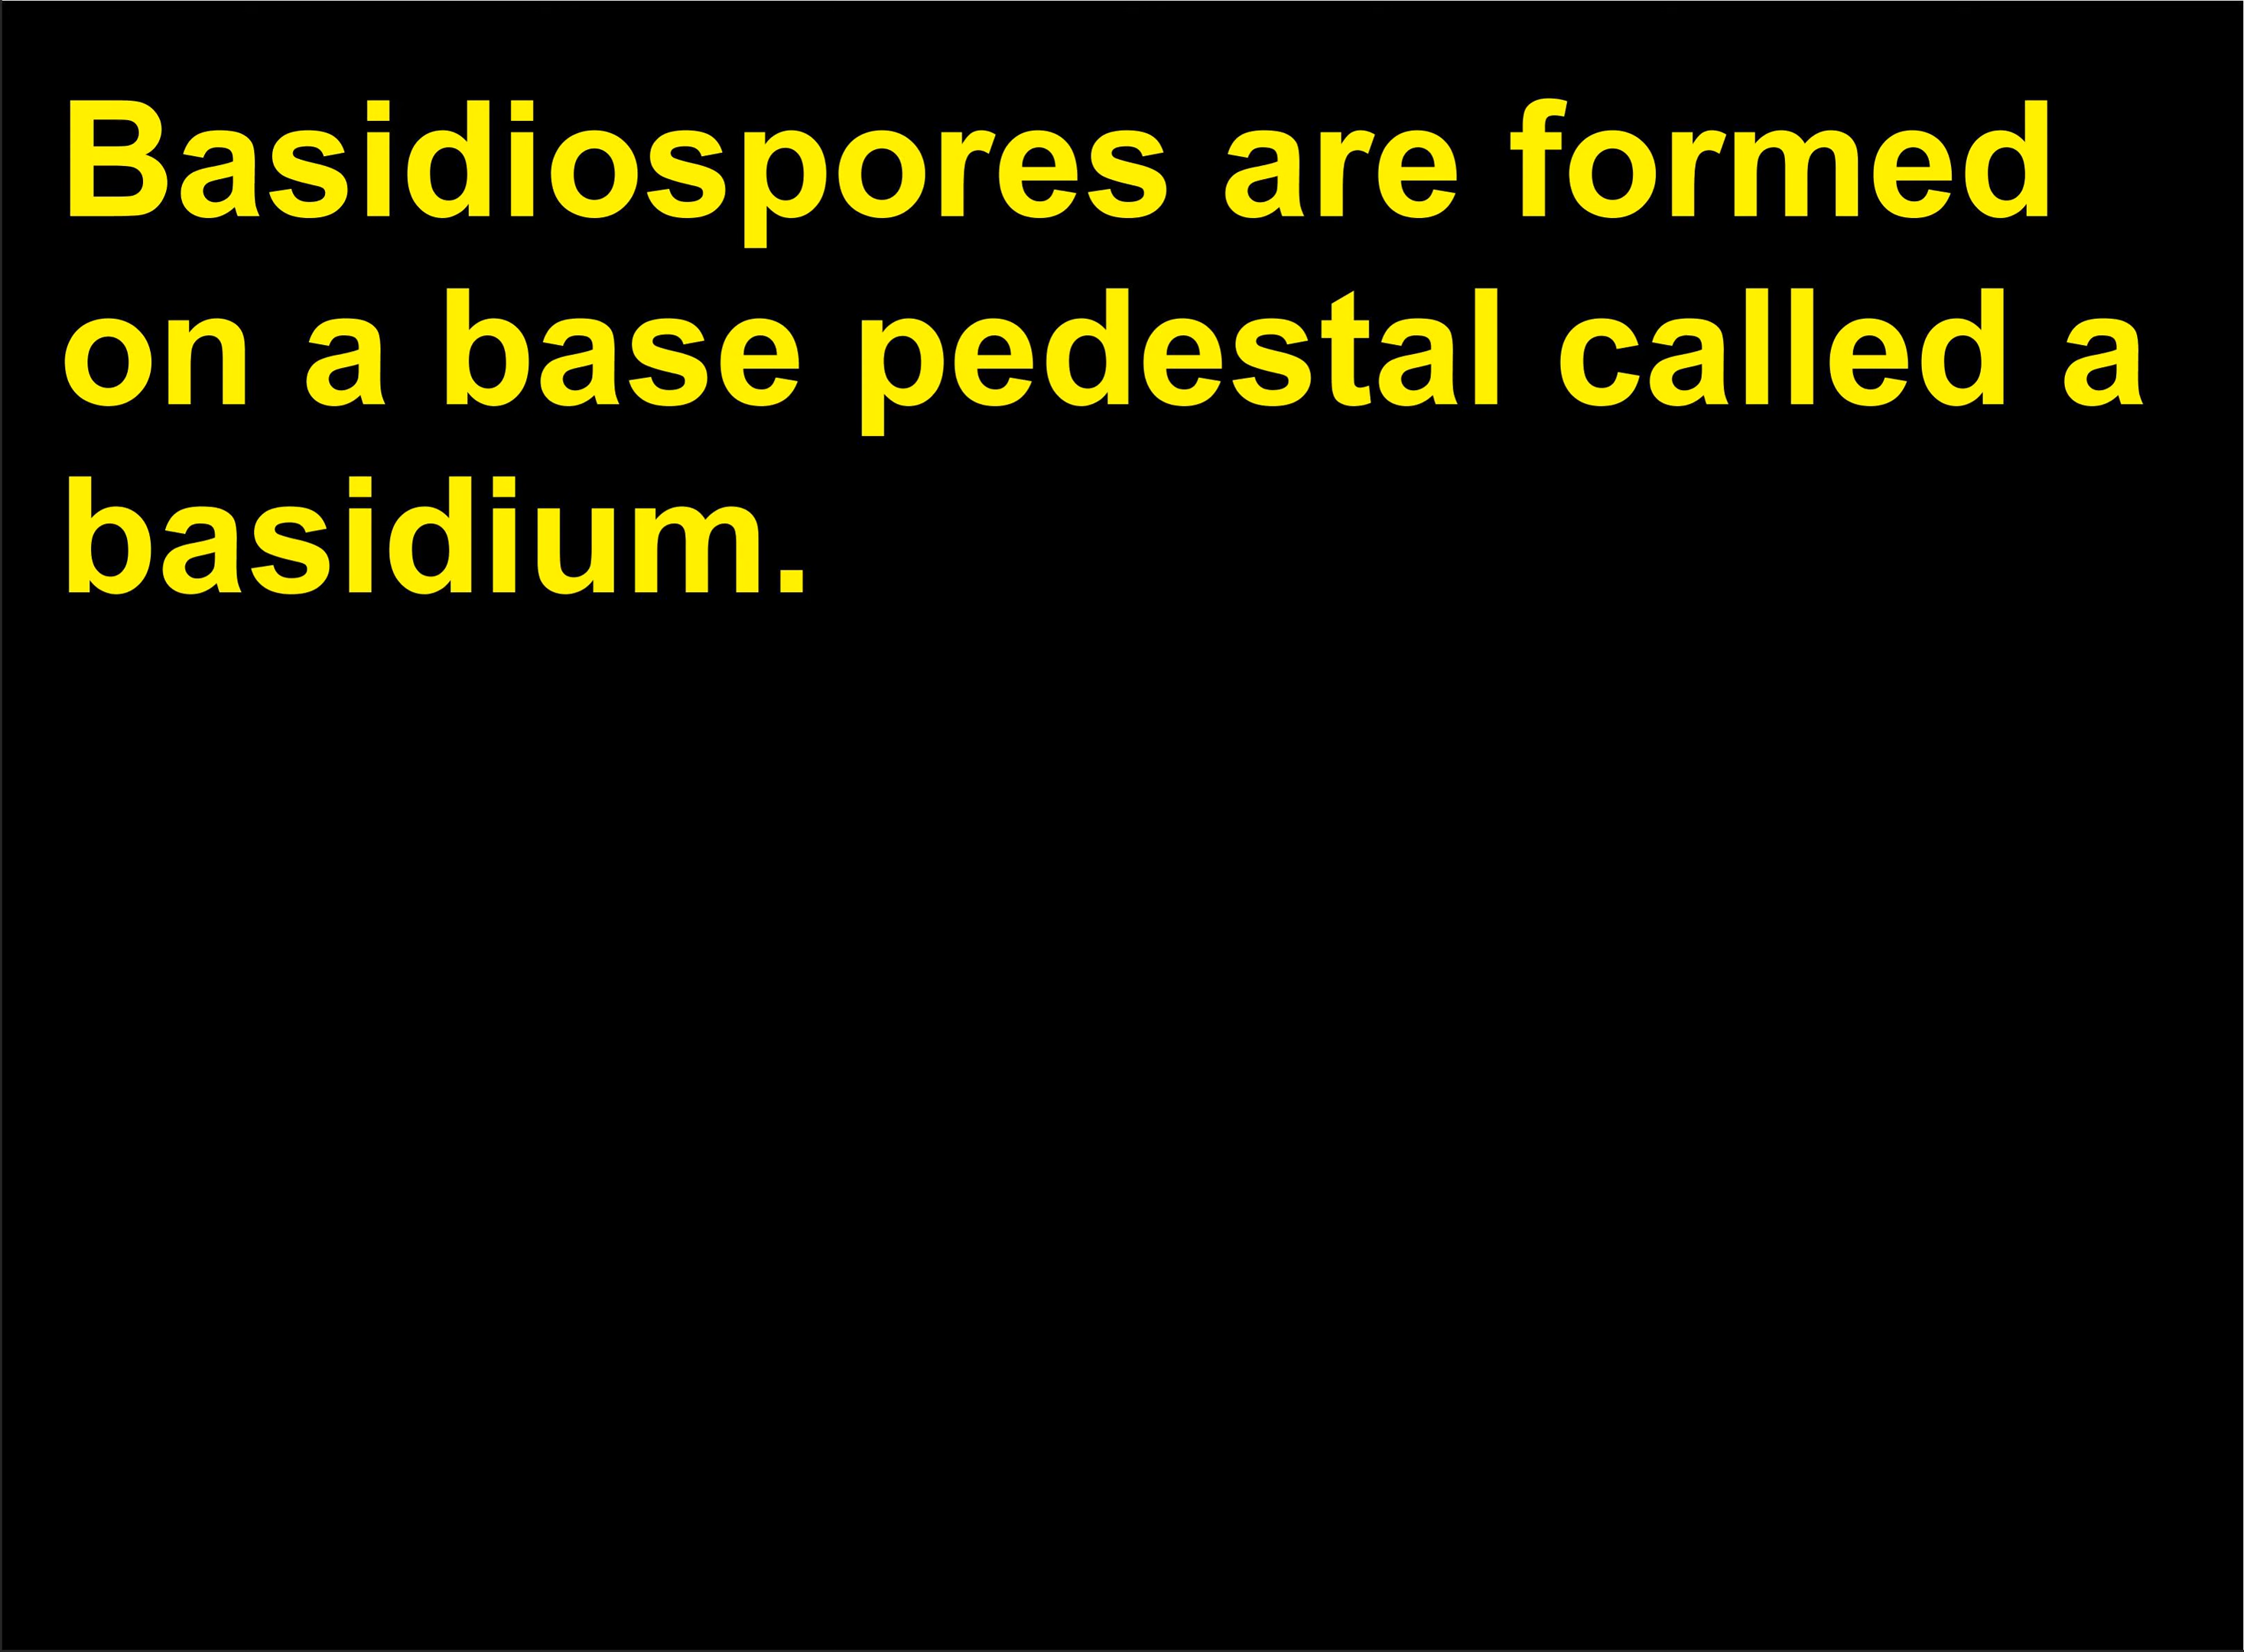 Basidiospores are formed
on a base pedestal called a
basidium.